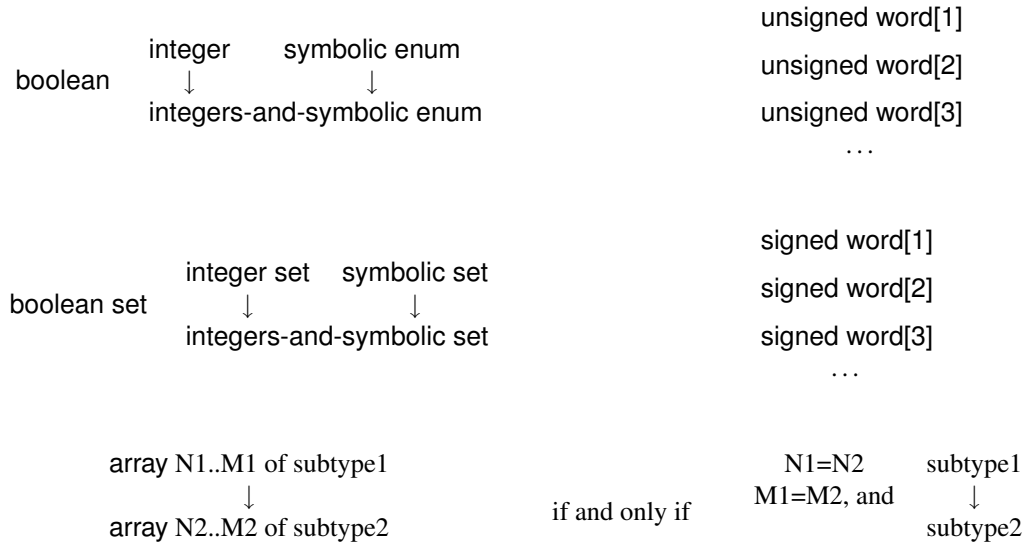 boolean
integer symbolic enum
↓ ↓
integers-and-symbolic enum
unsigned word[1]
unsigned word[2]
unsigned word[3]
...
boolean set
integer set symbolic set
↓ ↓
integers-and-symbolic set
signed word[1]
signed word[2]
signed word[3]
...
array N1..M1 of subtype1
↓
array N2..M2 of subtype2
if and only if
N1=N2
M1=M2, and
subtype1
↓
subtype2